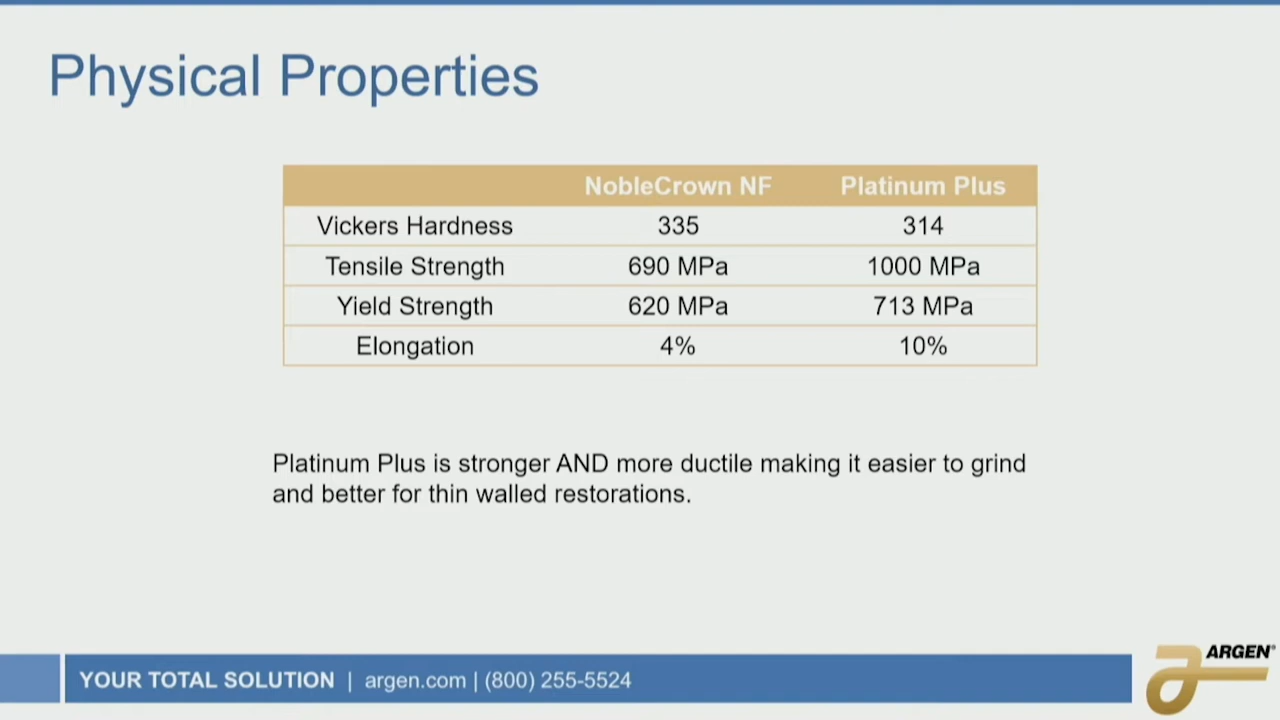 Physical Properties
NobleCrown NF Platinum Plus
Vickers Hardness 335 314
Tensile Strength 690 MPa 1000 MPa
Yield Strength 620 MPa 713 MPa
Elongation 4% 10%
Platinum Plus is stronger AND more ductile making it easier to grind
and better for thin walled restorations.
YOUR TOTAL SOLUTION | argen.com | (800) 255-5524
ARGEN®